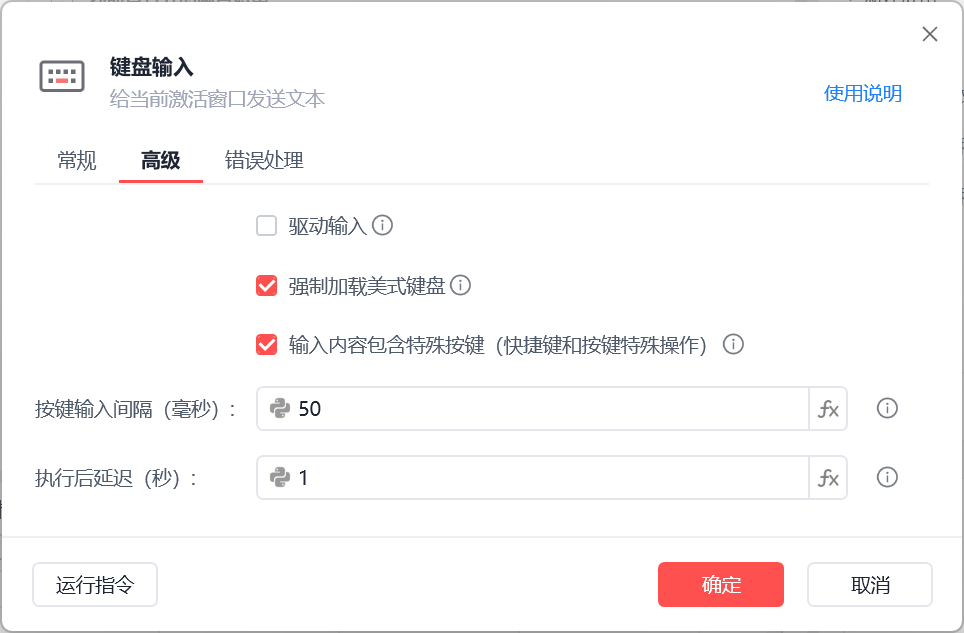 键盘输入
给当前激活窗口发送文本
使用说明
常规 高级 错误处理
驱动输入
强制加载美式键盘
输入内容包含特殊按键（快捷键和按键特殊操作）
按键输入间隔（毫秒）： 50 fx
执行后延迟（秒）： 1 fx
运行指令 确定 取消